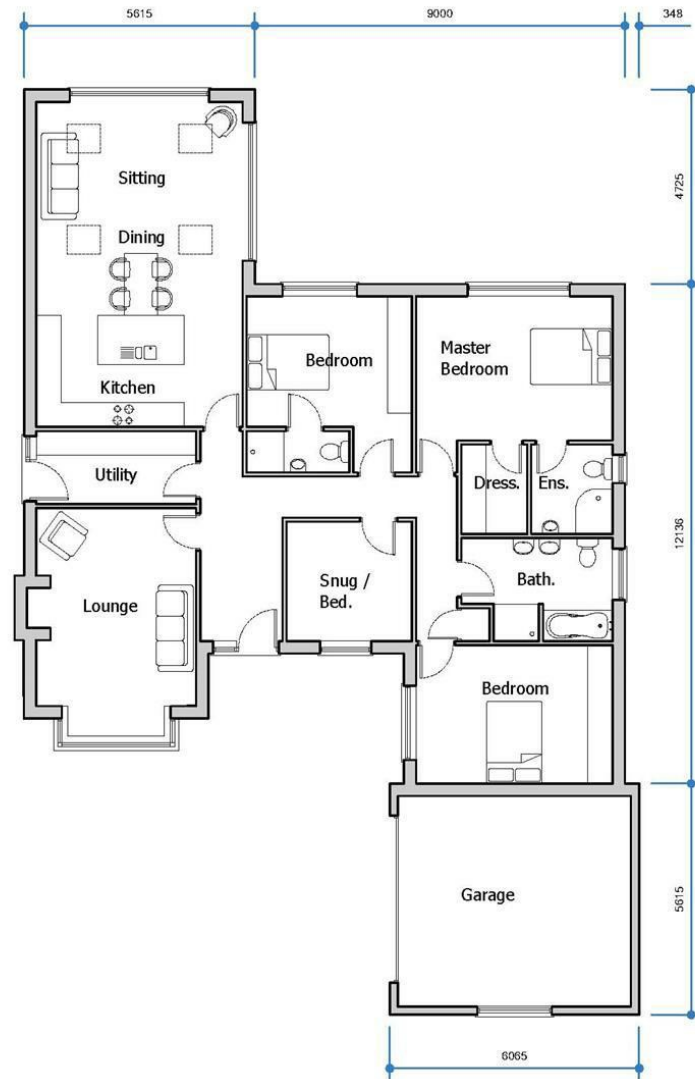 5615
9000
348
4725
Sitting
Dining
Kitchen
Bedroom
Master
Bedroom
Utility
Dress.
Ens.
12136
Lounge
Snug /
Bed.
Bath.
Bedroom
Garage
5615
6065